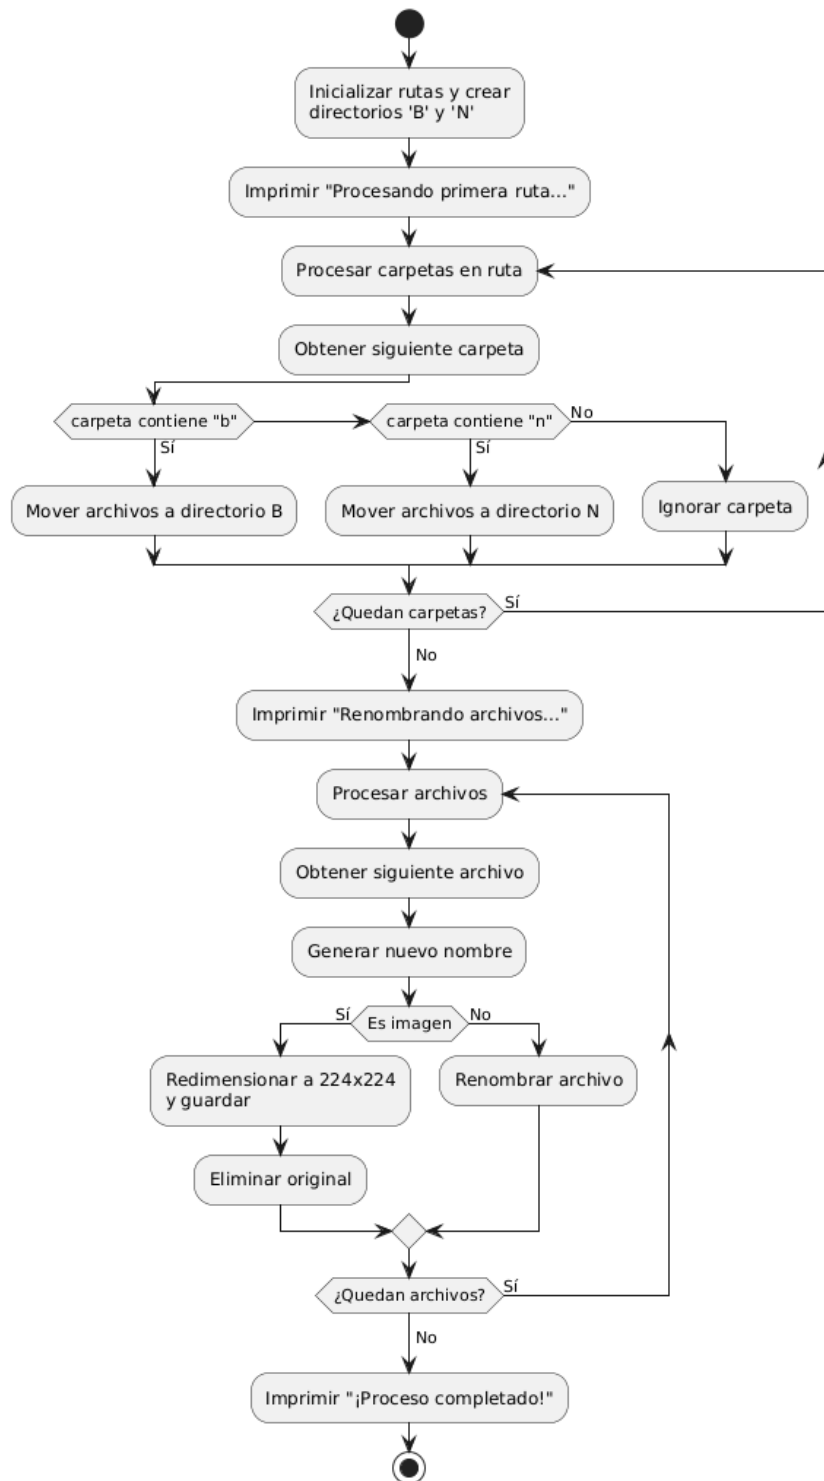 Inicializar rutas y crear
directorios 'B' y 'N'
Imprimir "Procesando primera ruta..."
Procesar carpetas en ruta
Obtener siguiente carpeta
carpeta contiene "b"
carpeta contiene "n"
No
Sí
Sí
Mover archivos a directorio B
Mover archivos a directorio N
Ignorar carpeta
¿Quedan carpetas?
Sí
No
Imprimir "Renombrando archivos..."
Procesar archivos
Obtener siguiente archivo
Generar nuevo nombre
Sí
Es imagen
No
Redimensionar a 224x224
y guardar
Renombrar archivo
Eliminar original
¿Quedan archivos?
Sí
No
Imprimir "¡Proceso completado!"